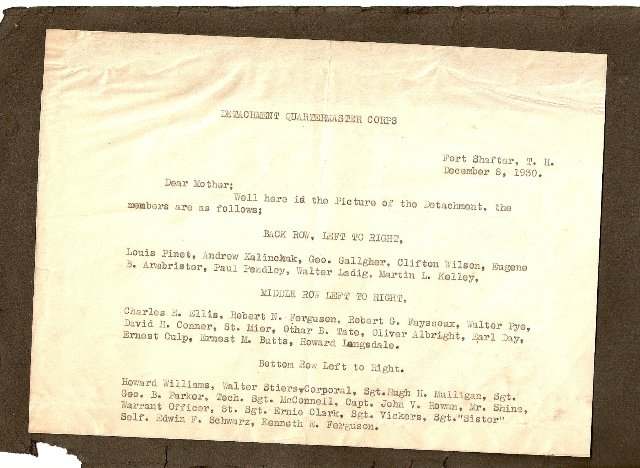 DETACHMENT QUARTERMASTER CORPS
Fort Shafter, T. H.
December 8, 1930.
Dear Mother;
Well here is the Picture of the Detachment, the
members are as follows;
BACK ROW, LEFT TO RIGHT,
Louis Pinet, Andrew Kalinchak, Geo. Gallgher, Clifton Wilson, Eugene
B. Armbrister, Paul Pendley, Walter Ladig, Martin L. Kelley,
MIDDLE ROW LEFT TO RIGHT,
Charles E. Ellis, Robert N. Ferguson, Robert G. Fayssoux, Walter Pye,
David H. Conner, St. Mier, Othar B. Tate, Oliver Albright, Earl Day,
Ernest Culp, Ernest M. Butts, Howard Langsdale.
Bottom Row Left to Right.
Howard Williams, Walter Stiers, Corporal, Sgt. Hugh H. Mulligan, Sgt.
Geo. B. Parker, Tech. Sgt. McConnell, Capt. John V. Rowan, Mr. Shine,
Warrant Officer, St. Sgt. Ernie Clark, Sgt. Vickers, Sgt. "Sister"
Self. Edwin F. Schwarz, Kenneth W. Ferguson.